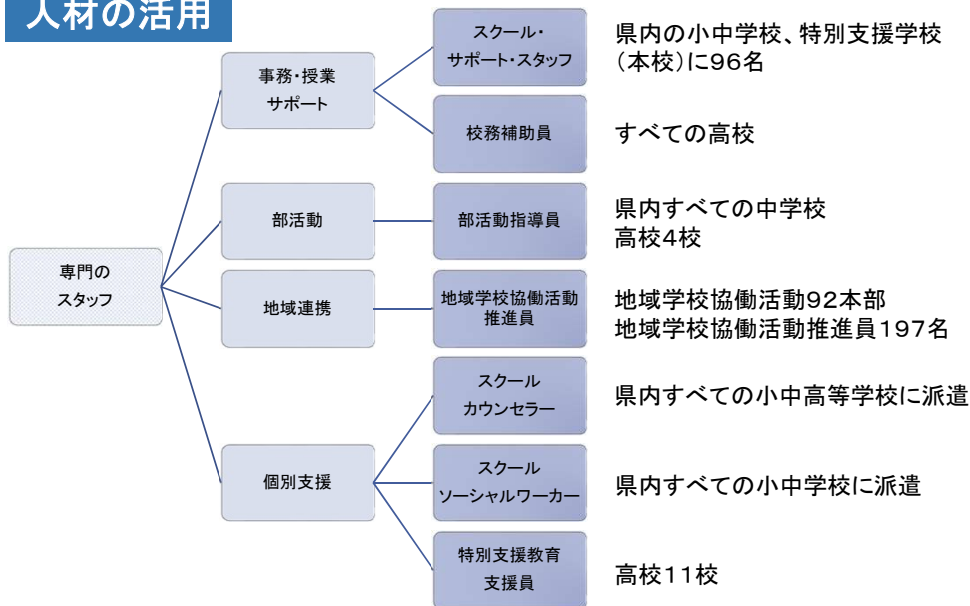 人材の活用
専門の
スタッフ
事務・授業
サポート
スクール・
サポート・スタッフ
県内の小中学校、特別支援学校
(本校)に96名
校務補助員
すべての高校
部活動
部活動指導員
県内すべての中学校
高校4校
地域連携
地域学校協働活動
推進員
地域学校協働活動92本部
地域学校協働活動推進員197名
個別支援
スクール
カウンセラー
県内すべての小中高等学校に派遣
スクール
ソーシャルワーカー
県内すべての小中学校に派遣
特別支援教育
支援員
高校11校